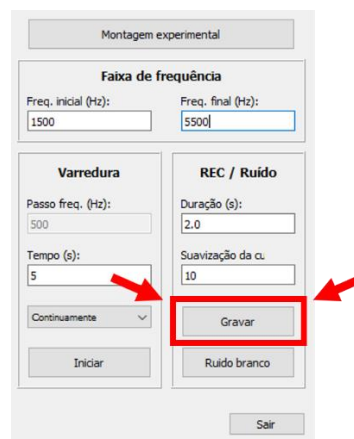 Montagem experimental
Faixa de frequência
Freq. inicial (Hz): Freq. final (Hz):
1500 5500
Varredura
Passo freq. (Hz):
500
Tempo (s):
5
Continuamente
Iniciar
REC / Ruído
Duração (s):
2.0
Suavização da cu
10
Gravar
Ruido branco
Sair